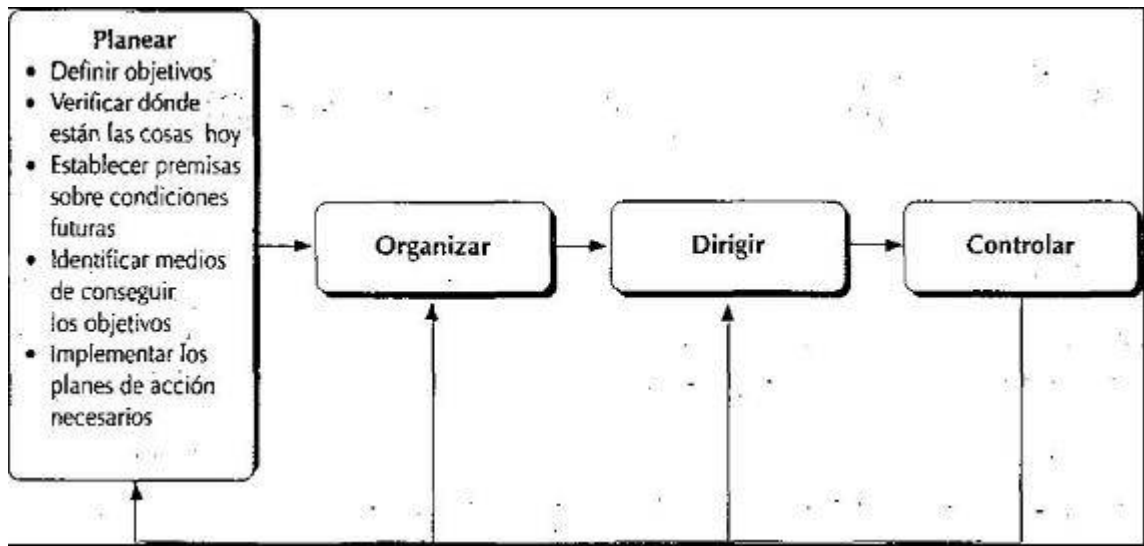 Planear
• Definir objetivos
• Verificar dónde
están las cosas hoy
• Establecer premisas
sobre condiciones
futuras
• Identificar medios
de conseguir
los objetivos
• Implementar los
planes de acción
necesarios
Organizar
Dirigir
Controlar